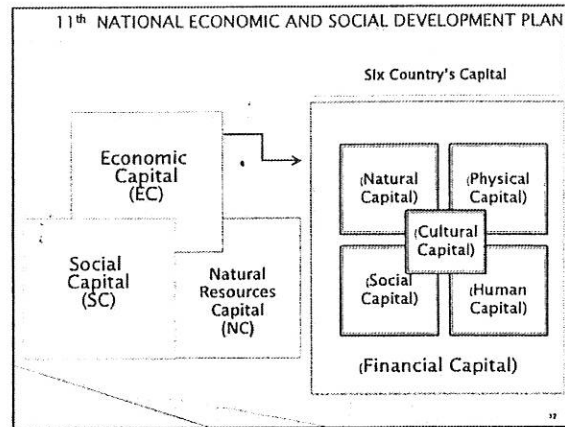 11th NATIONAL ECONOMIC AND SOCIAL DEVELOPMENT PLAN
Six Country's Capital
Economic
Capital
(EC)
Social
Capital
(SC)
Natural
Resources
Capital
(NC)
(Natural
Capital)
(Physical
Capital)
(Cultural
Capital)
(Social
Capital)
(Human
Capital)
(Financial Capital)